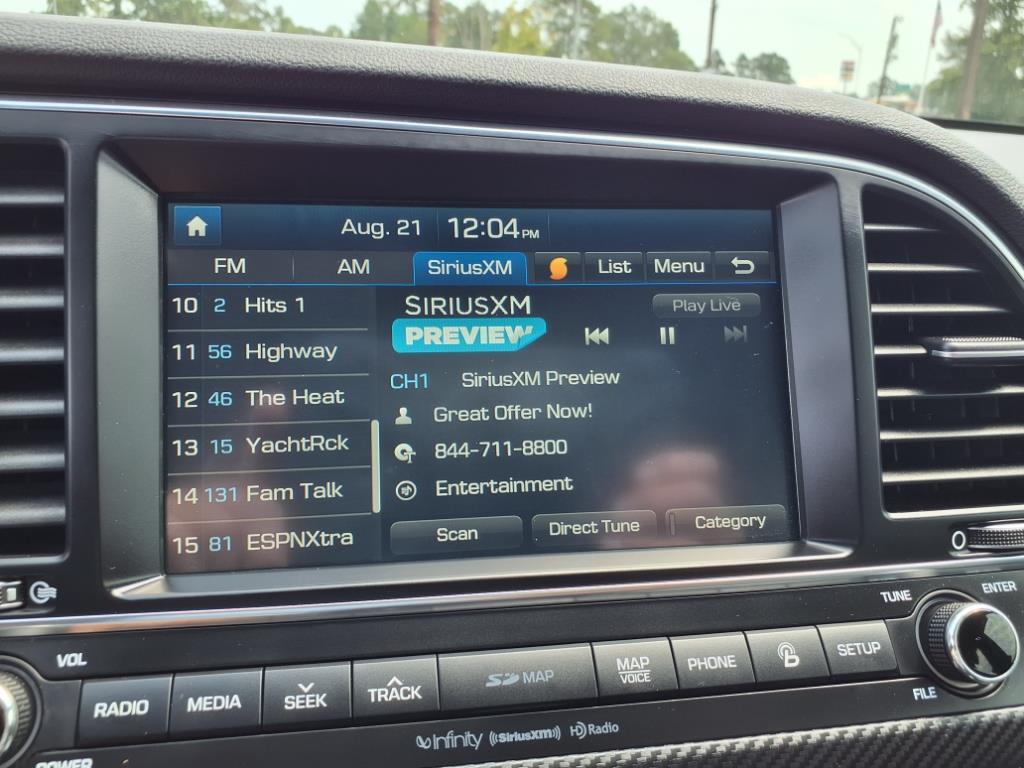 Aug. 21 12:04 PM
FM AM SiriusXM List Menu
10 2 Hits 1
11 56 Highway
12 46 The Heat
13 15 YachtRck
14 131 Fam Talk
15 81 ESPNXtra
SIRIUSXM Play Live
PREVIEW
CH1 SiriusXM Preview
Great Offer Now!
844-711-8800
Entertainment
Scan Direct Tune Category
0
VOL TUNE ENTER
RADIO MEDIA SEEK TRACK SD MAP MAP VOICE PHONE SETUP
FILE
POWER
Infinity ((SiriusXM)) HD Radio